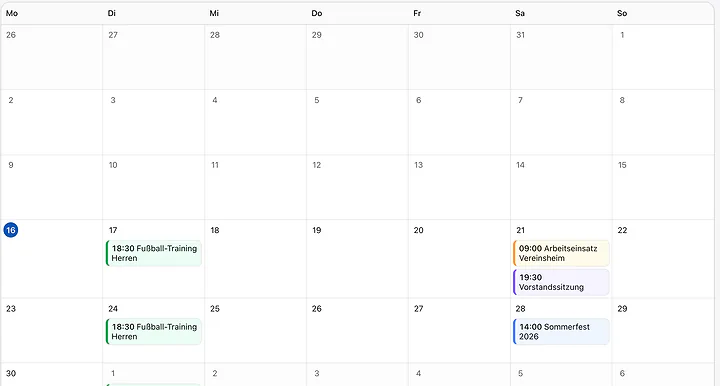 Mo Di Mi Do Fr Sa So
26 27 28 29 30 31 1
2 3 4 5 6 7 8
9 10 11 12 13 14 15
16 17 18 19 20 21 22
18:30 Fußball-Training
Herren
09:00 Arbeitseinsatz
Vereinsheim
19:30
Vorstandssitzung
23 24 25 26 27 28 29
18:30 Fußball-Training
Herren
14:00 Sommerfest
2026
30 1 2 3 4 5 6